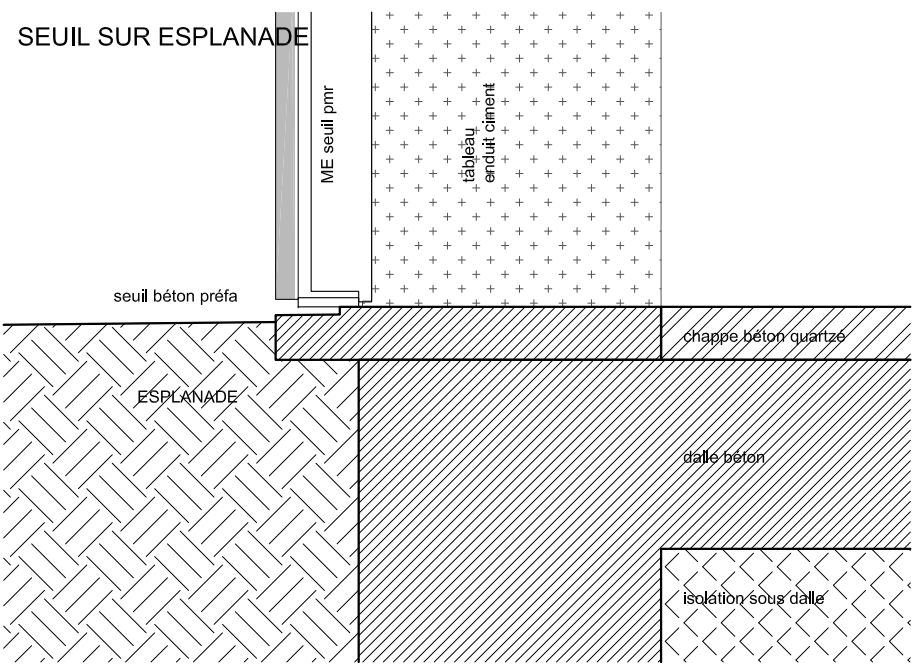 SEUIL SUR ESPLANADE
ME seuil pmr
tableau
enduit ciment
seuil béton préfa
chappe béton quartzé
ESPLANADE
dalle béton
isolation sous dalle